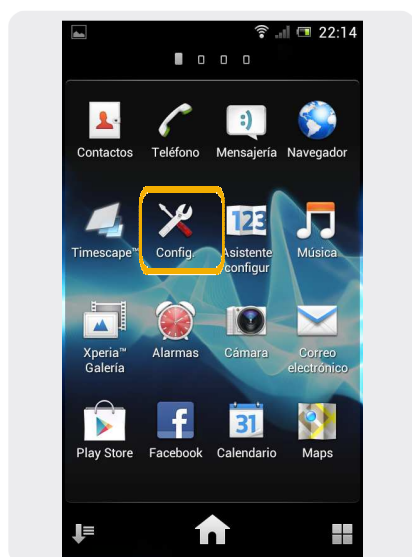 22:14
Contactos Teléfono Mensajería Navegador
:)
123
Timescape™ Config. Asistente Música
configur
Xperia™ Alarmas Cámara Correo
Galería electrónico
f 31
Play Store Facebook Calendario Maps